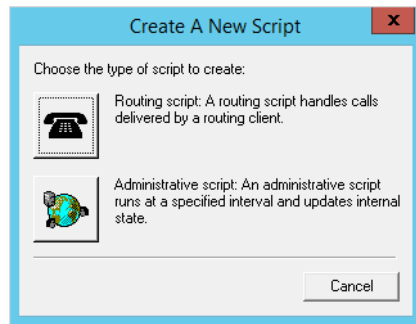 Create A New Script
x
Choose the type of script to create:
Routing script: A routing script handles calls
delivered by a routing client.
Administrative script: An administrative script
runs at a specified interval and updates internal
state.
Cancel